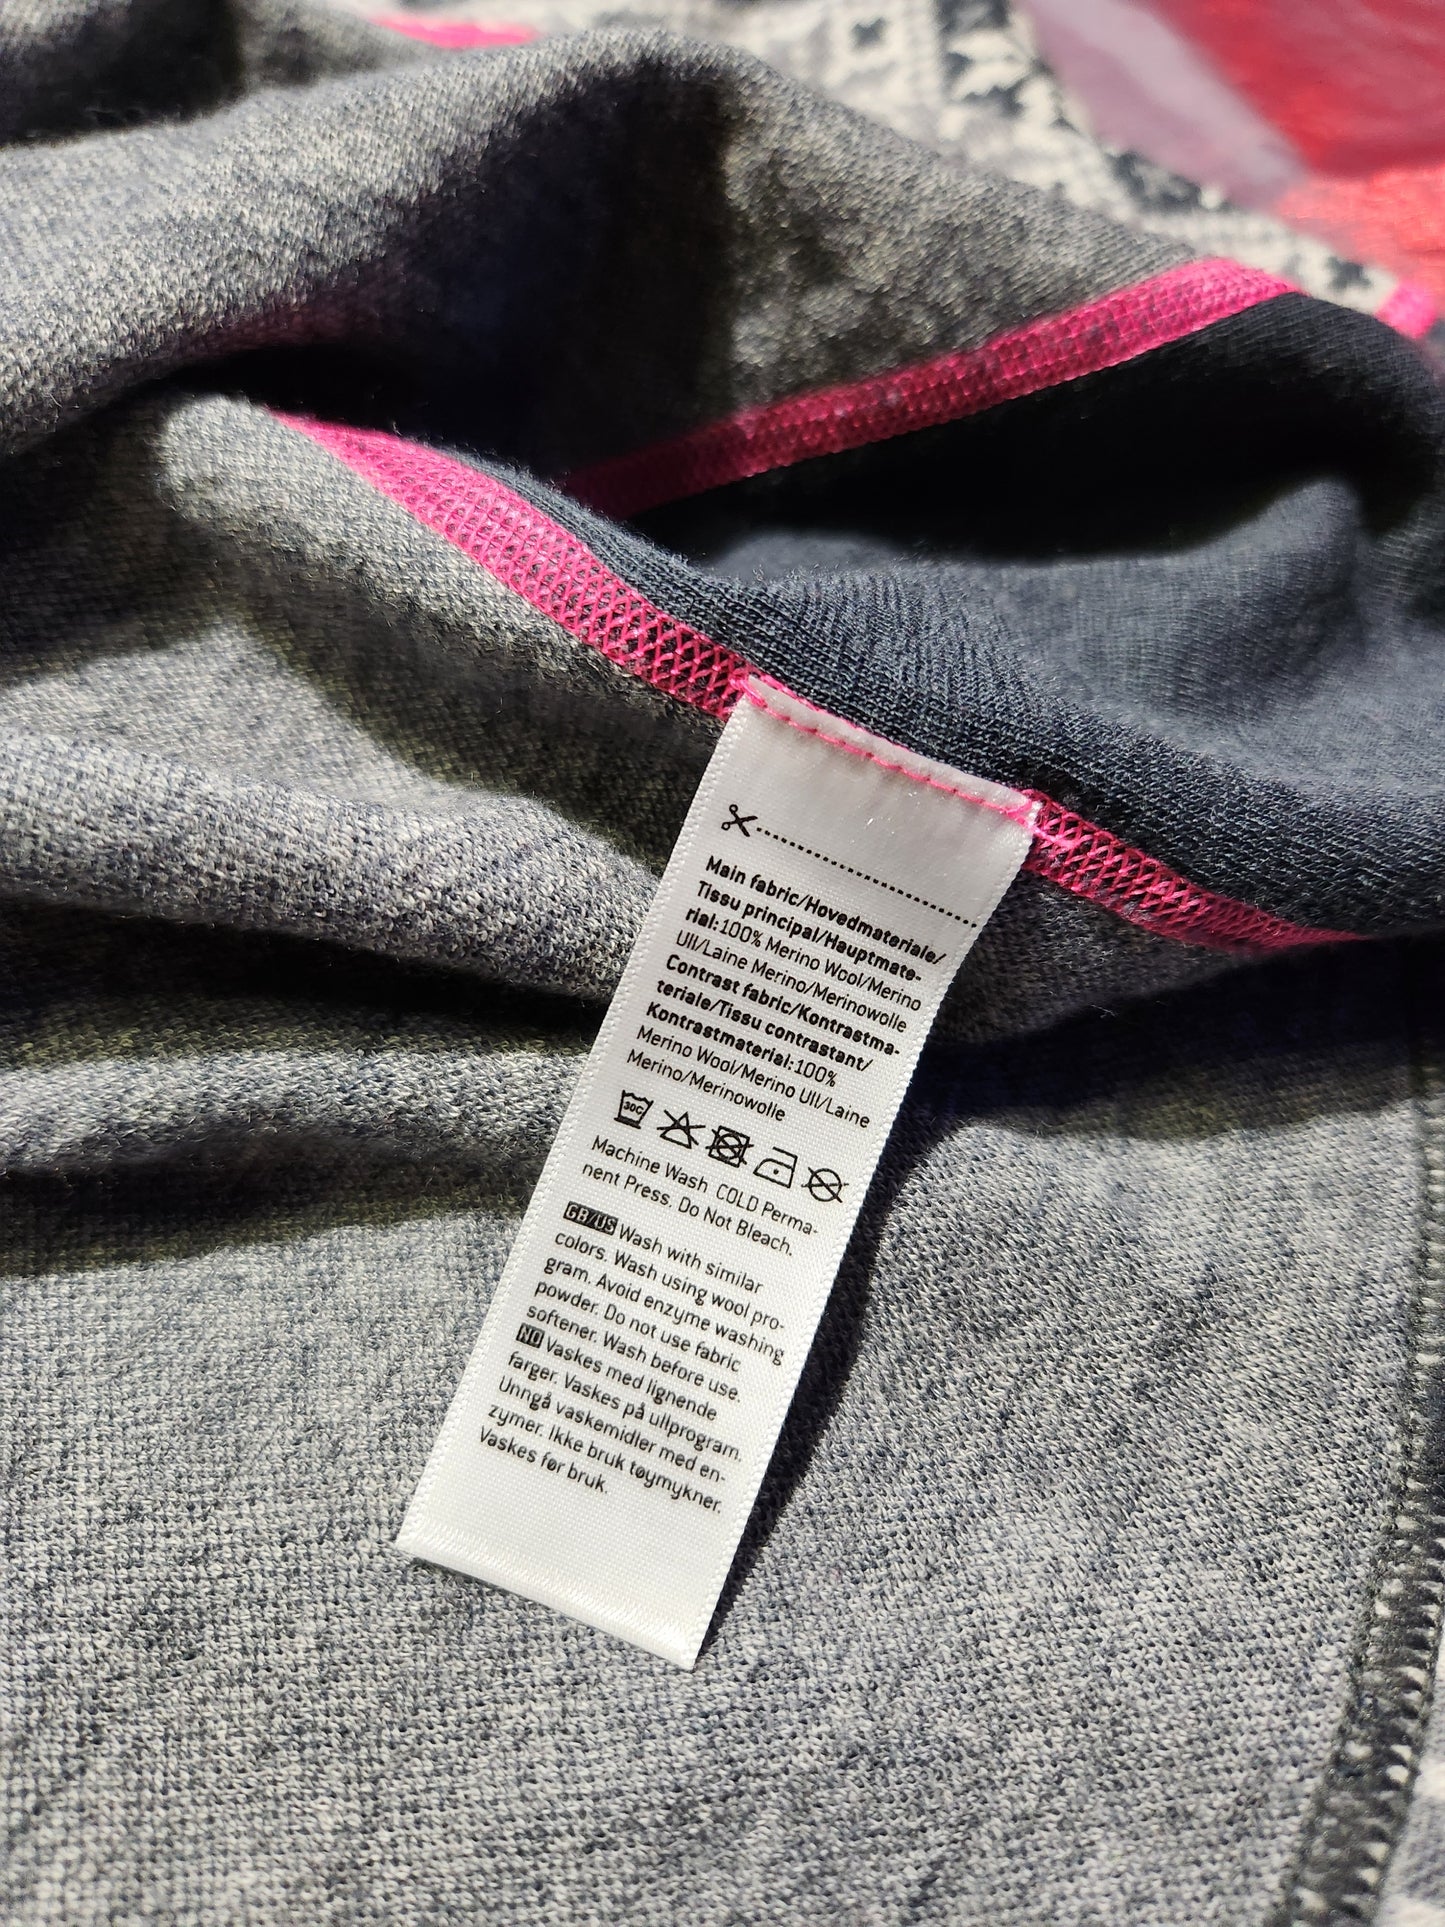 Main fabric/Hovedmateriale/
Tissu principal/Hauptmate-
rial:100% Merino Wool/Merino
Ull/Laine Merino/Merinowolle
Contrast fabric/Kontrastma-
teriale/Tissu contrastant/
Kontrastmaterial:100%
Merino Wool/Merino Ull/Laine
Merino/Merinowolle
30C
Machine Wash COLD Perma-
nent Press. Do Not Bleach.
GB/US Wash with similar
colors. Wash using wool pro-
gram. Avoid enzyme washing
powder. Do not use fabric
softener. Wash before use.
NO Vaskes med lignende
farger. Vaskes på ullprogram.
Unngå vaskemidler med en-
zymer. Ikke bruk tøymykner.
Vaskes før bruk.